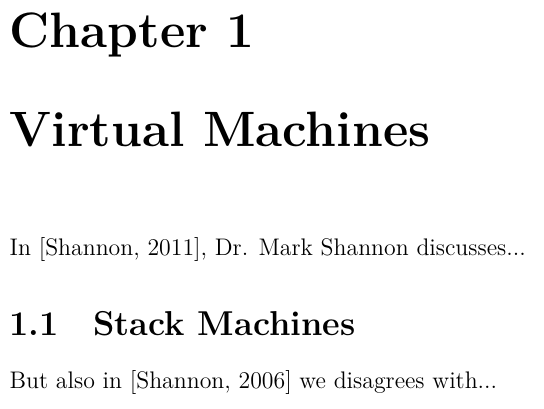 Chapter 1
Virtual Machines
In [Shannon, 2011], Dr. Mark Shannon discusses...
1.1 Stack Machines
But also in [Shannon, 2006] we disagrees with...